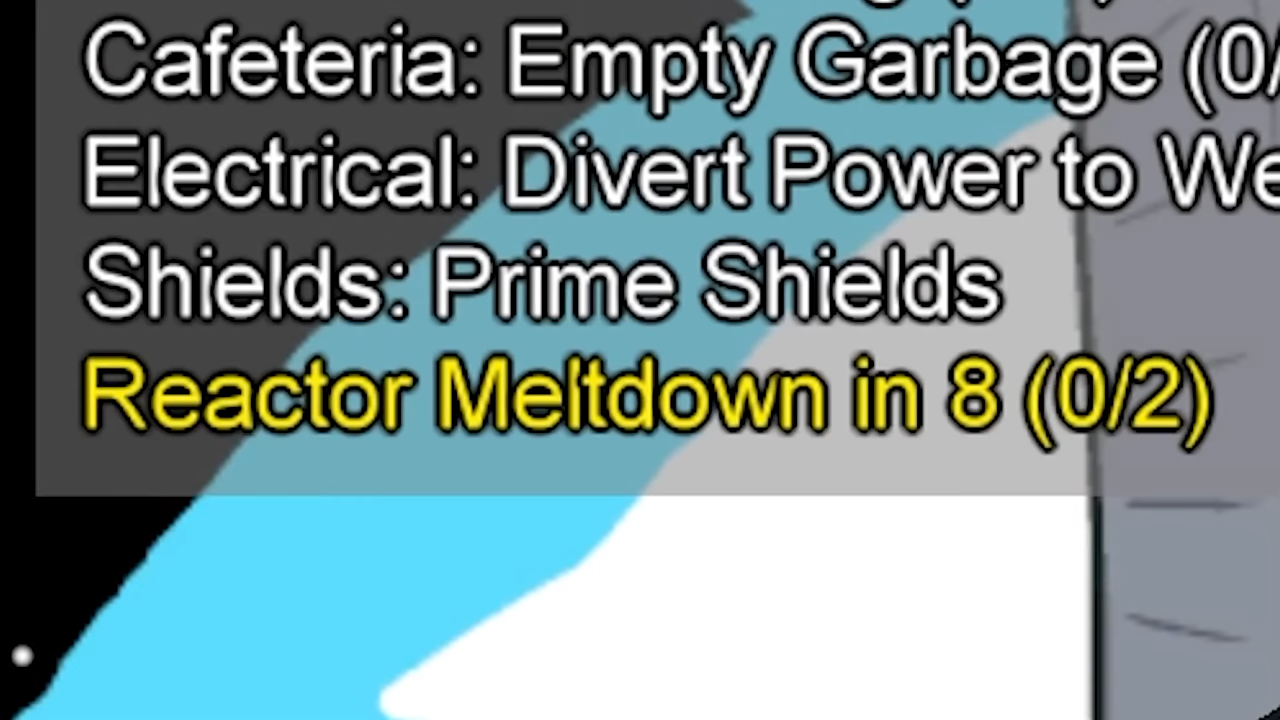 Cafeteria: Empty Garbage (0/
Electrical: Divert Power to We
Shields: Prime Shields
Reactor Meltdown in 8 (0/2)